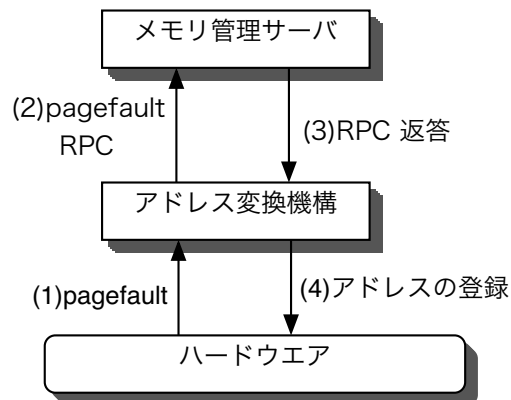 メモリ管理サーバ
(2)pagefault
RPC
(3)RPC 返答
アドレス変換機構
(1)pagefault
(4)アドレスの登録
ハードウエア